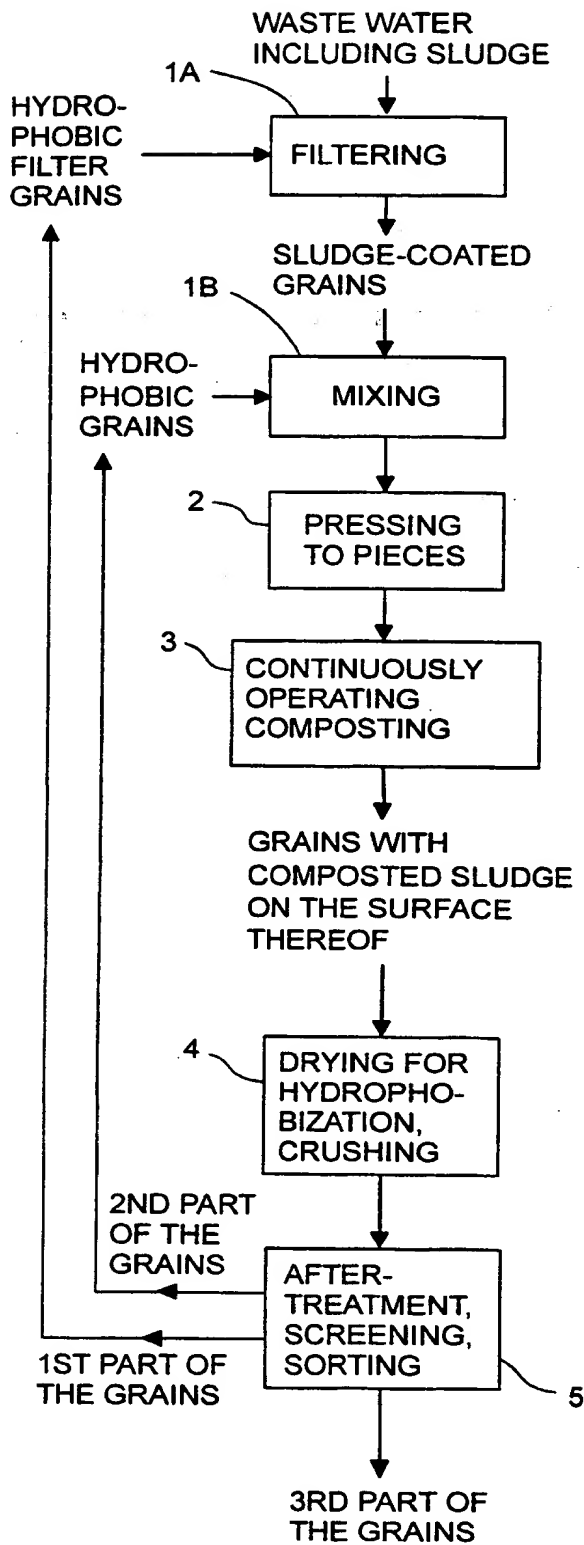 WASTE WATER
INCLUDING SLUDGE
1A
HYDRO-
PHOBIC
FILTER
GRAINS
FILTERING
SLUDGE-COATED
GRAINS
1B
HYDRO-
PHOBIC
GRAINS
MIXING
2
PRESSING
TO PIECES
3
CONTINUOUSLY
OPERATING
COMPOSTING
GRAINS WITH
COMPOSTED SLUDGE
ON THE SURFACE
THEREOF
4
DRYING FOR
HYDROPHO-
BIZATION,
CRUSHING
2ND PART
OF THE
GRAINS
AFTER-
TREATMENT,
SCREENING,
SORTING
1ST PART OF
THE GRAINS
5
3RD PART OF
THE GRAINS